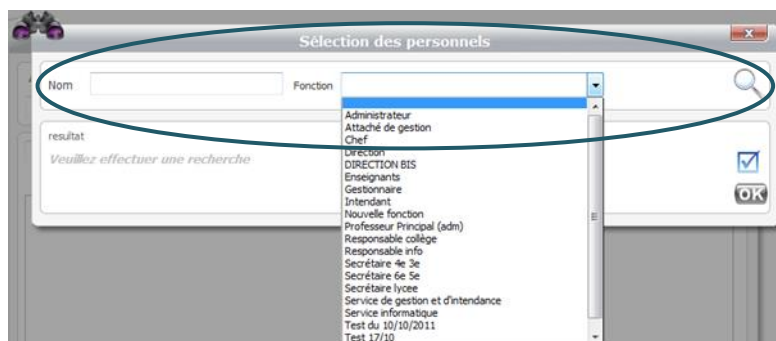 Sélection des personnels
Nom
Fonction
Administrateur
Attaché de gestion
Chef
Direction
DIRECTION BIS
Enseignants
Gestionnaire
Intendant
Nouvelle fonction
Professeur Principal (adm)
Responsable collège
Responsable info
Secrétaire 4e 3e
Secrétaire 6e 5e
Secrétaire lycee
Service de gestion et d'intendance
Service informatique
Test du 10/10/2011
Test 17/10
resultat
Veuillez effectuer une recherche
OK